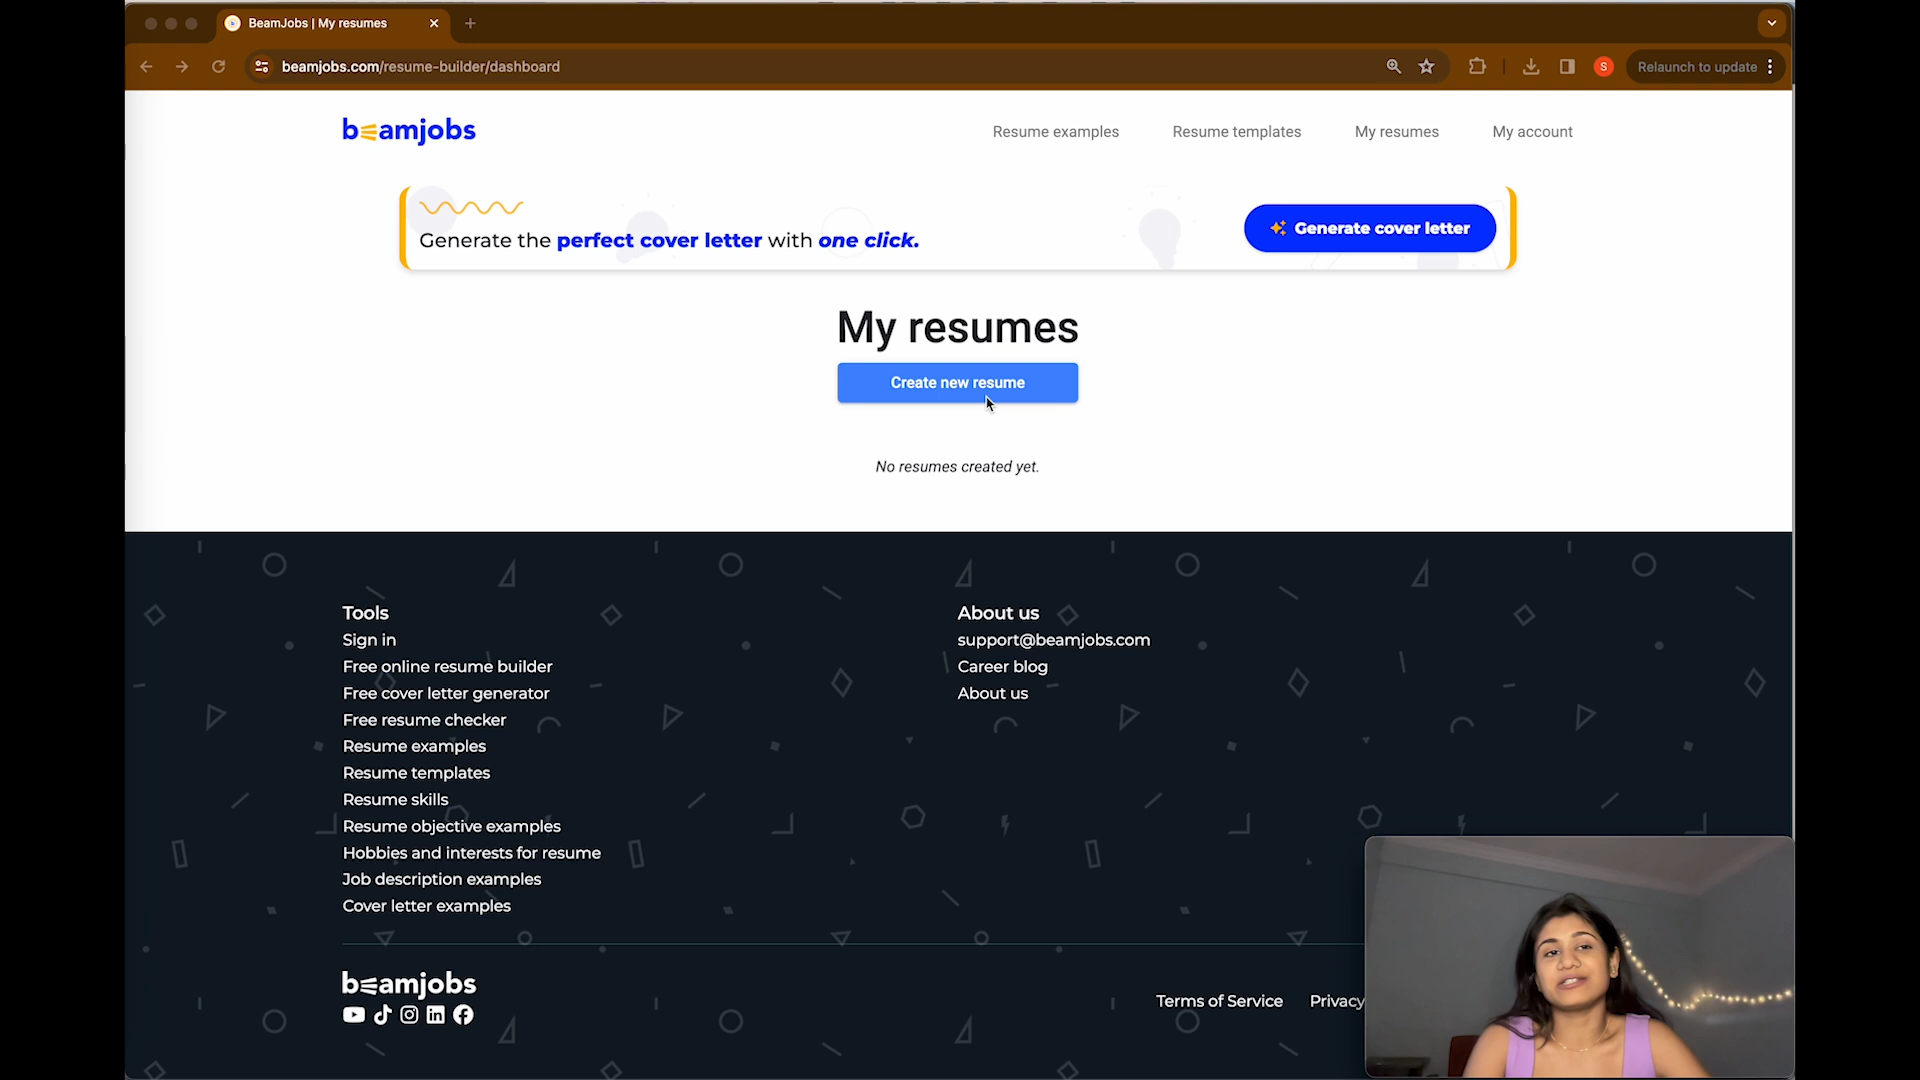 BeamJobs | My resumes
beamjobs.com/resume-builder/dashboard
S
Relaunch to update
beamjobs
Resume examples
Resume templates
My resumes
My account
Generate the perfect cover letter with one click.
Generate cover letter
My resumes
Create new resume
No resumes created yet.
Tools
Sign in
Free online resume builder
Free cover letter generator
Free resume checker
Resume examples
Resume templates
Resume skills
Resume objective examples
Hobbies and interests for resume
Job description examples
Cover letter examples
About us
support@beamjobs.com
Career blog
About us
beamjobs
Terms of Service
Privacy